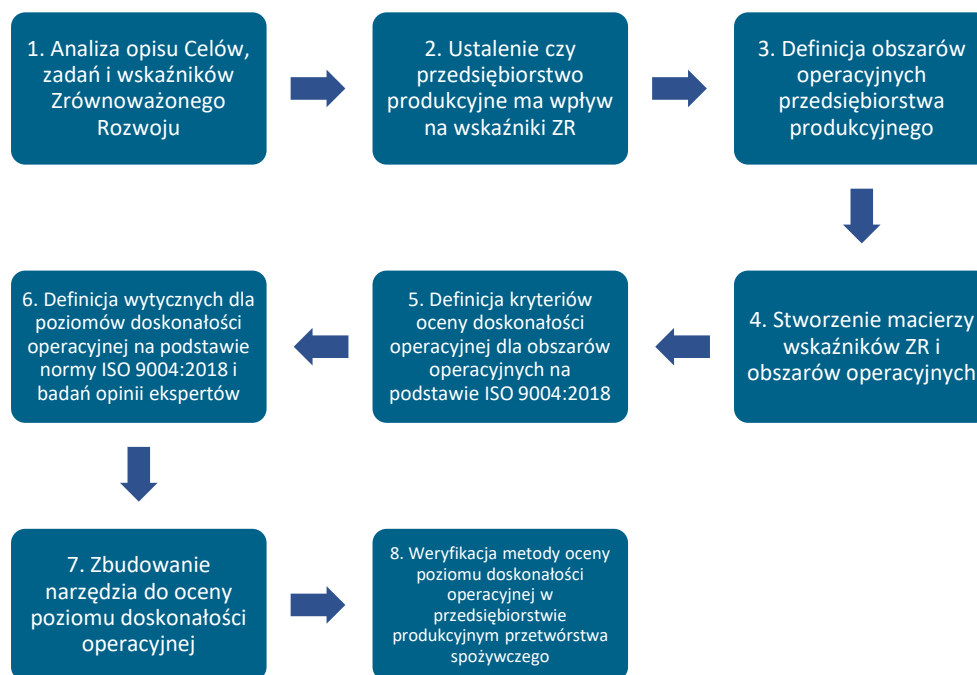 1. Analiza opisu Celów,
zadań i wskaźników
Zrównoważonego
Rozwoju
2. Ustalenie czy
przedsiębiorstwo
produkcyjne ma wpływ
na wskaźniki ZR
3. Definicja obszarów
operacyjnych
przedsiębiorstwa
produkcyjnego
4. Stworzenie macierzy
wskaźników ZR i
obszarów operacyjnych
5. Definicja kryteriów
oceny doskonałości
operacyjnej dla obszarów
operacyjnych na
podstawie ISO 9004:2018
6. Definicja wytycznych dla
poziomów doskonałości
operacyjnej na podstawie
normy ISO 9004:2018 i
badań opinii ekspertów
7. Zbudowanie
narzędzia do oceny
poziomu doskonałości
operacyjnej
8. Weryfikacja metody oceny
poziomu doskonałości
operacyjnej w
przedsiębiorstwie
produkcyjnym przetwórstwa
spożywczego